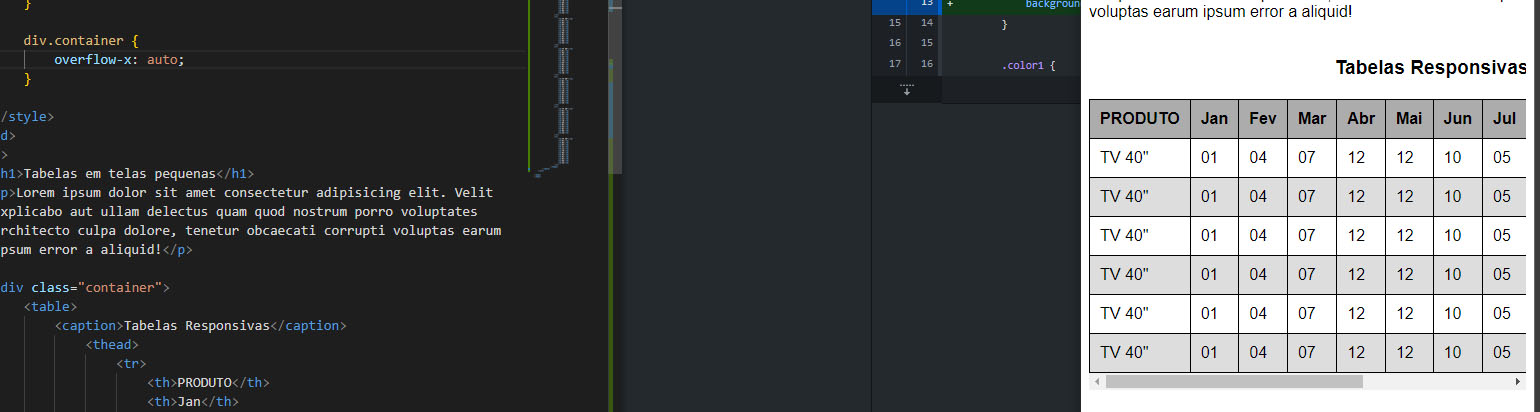 }
div.container {
overflow-x: auto;
}
/style>
d>
>
h1>Tabelas em telas pequenas</h1>
p>Lorem ipsum dolor sit amet consectetur adipisicing elit. Velit
xplicabo aut ullam delectus quam quod nostrum porro voluptates
rchitecto culpa dolore, tenetur obcaecati corrupti voluptas earum
psum error a aliquid!</p>
div class="container">
<table>
<caption>Tabelas Responsivas</caption>
<thead>
<tr>
<th>PRODUTO</th>
<th>Jan</th>
13 + backgroun
15 14 }
16 15
17 16 .color1 {
voluptas earum ipsum error a aliquid!
Tabelas Responsivas
PRODUTO Jan Fev Mar Abr Mai Jun Jul
TV 40" 01 04 07 12 12 10 05
TV 40" 01 04 07 12 12 10 05
TV 40" 01 04 07 12 12 10 05
TV 40" 01 04 07 12 12 10 05
TV 40" 01 04 07 12 12 10 05
TV 40" 01 04 07 12 12 10 05